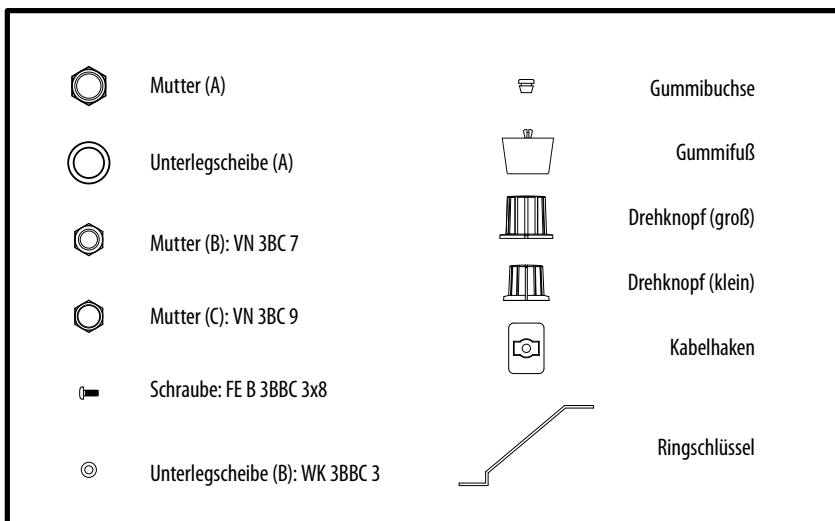 Mutter (A)
Unterlegscheibe (A)
Mutter (B): VN 3BC 7
Mutter (C): VN 3BC 9
Schraube: FE B 3BBC 3x8
Unterlegscheibe (B): WK 3BBC 3
Gummibuchse
Gummifuß
Drehknopf (groß)
Drehknopf (klein)
Kabelhaken
Ringschlüssel